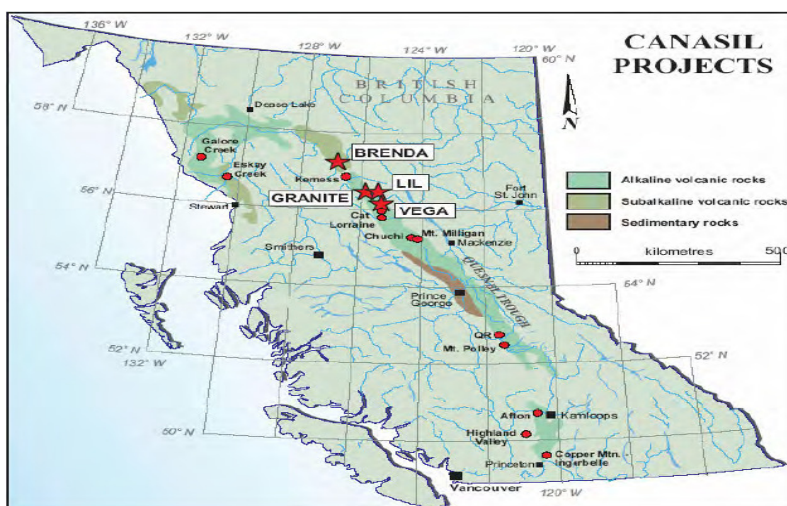 136° W
132° W
128° W
124° W
120° W
60° N
CANASIL
PROJECTS
BRITISH
COLUMBIA
N
58° N
Dease Lake
Galore
Creek
Eskay
Creek
BRENDA
Kemess
LIL
GRANITE
VEGA
Fort
St. John
56° N
Stewart
Cat
Lorraine
Chuchi
Mt. Milligan
Mackenzie
Smithers
Alkaline volcanic rocks
Subalkaline volcanic rocks
Sedimentary rocks
0 kilometres 500
54° N
54° N
QUESNEL TROUGH
Prince
George
52° N
132° W
QR
Mt. Polley
52° N
Afton
Kamloops
50° N
Highland
Valley
Copper Mtn.
Ingerbelle
Princeton
Vancouver
120° W
128° W
124° W